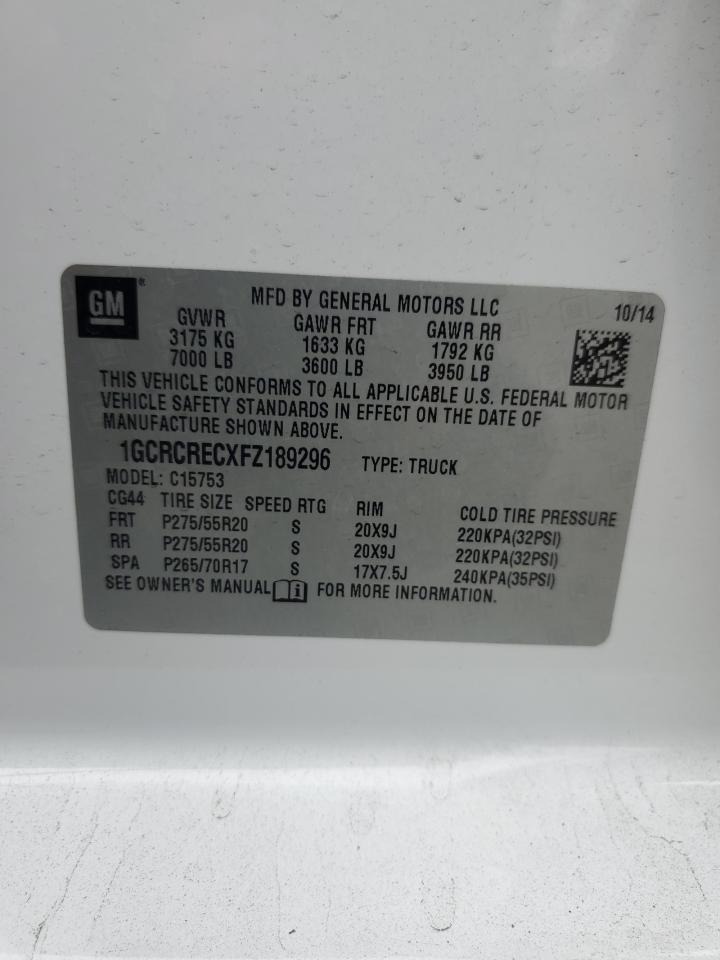 GM®
MFD BY GENERAL MOTORS LLC
10/14
GVWR GAWR FRT GAWR RR
3175 KG 1633 KG 1792 KG
7000 LB 3600 LB 3950 LB
THIS VEHICLE CONFORMS TO ALL APPLICABLE U.S. FEDERAL MOTOR
VEHICLE SAFETY STANDARDS IN EFFECT ON THE DATE OF
MANUFACTURE SHOWN ABOVE.
1GCRCRECXFZ189296 TYPE: TRUCK
MODEL: C15753
CG44 TIRE SIZE SPEED RTG RIM COLD TIRE PRESSURE
FRT P275/55R20 S 20X9J 220KPA(32PSI)
RR P275/55R20 S 20X9J 220KPA(32PSI)
SPA P265/70R17 S 17X7.5J 240KPA(35PSI)
SEE OWNER'S MANUAL i FOR MORE INFORMATION.